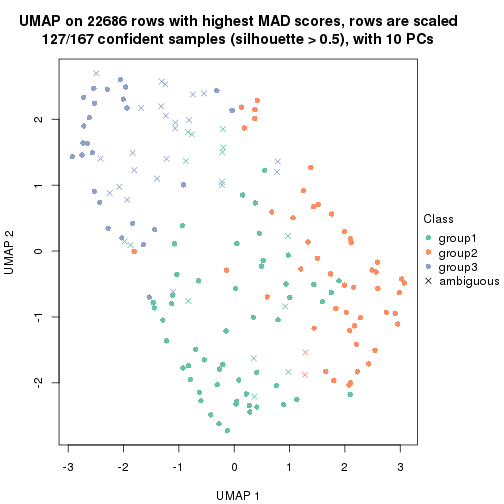 UMAP on 22686 rows with highest MAD scores, rows are scaled
127/167 confident samples (silhouette > 0.5), with 10 PCs
2
1
0
-1
-2
UMAP 2
-3 -2 -1 0 1 2 3
UMAP 1
Class
group1
group2
group3
ambiguous